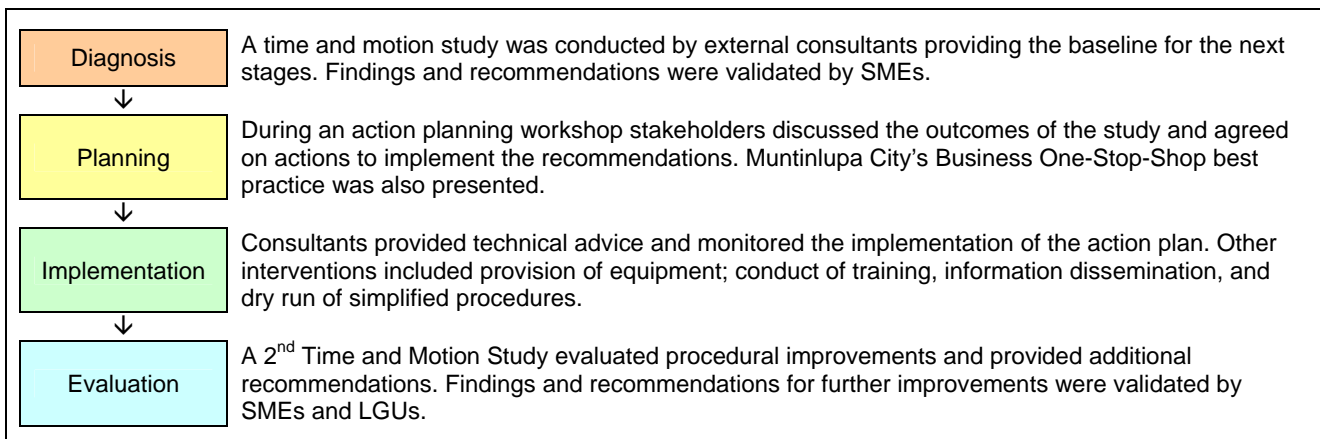 Diagnosis
A time and motion study was conducted by external consultants providing the baseline for the next
stages. Findings and recommendations were validated by SMEs.
Planning
During an action planning workshop stakeholders discussed the outcomes of the study and agreed
on actions to implement the recommendations. Muntinlupa City's Business One-Stop-Shop best
practice was also presented.
Implementation
Consultants provided technical advice and monitored the implementation of the action plan. Other
interventions included provision of equipment; conduct of training, information dissemination, and
dry run of simplified procedures.
Evaluation
A 2nd Time and Motion Study evaluated procedural improvements and provided additional
recommendations. Findings and recommendations for further improvements were validated by
SMEs and LGUs.